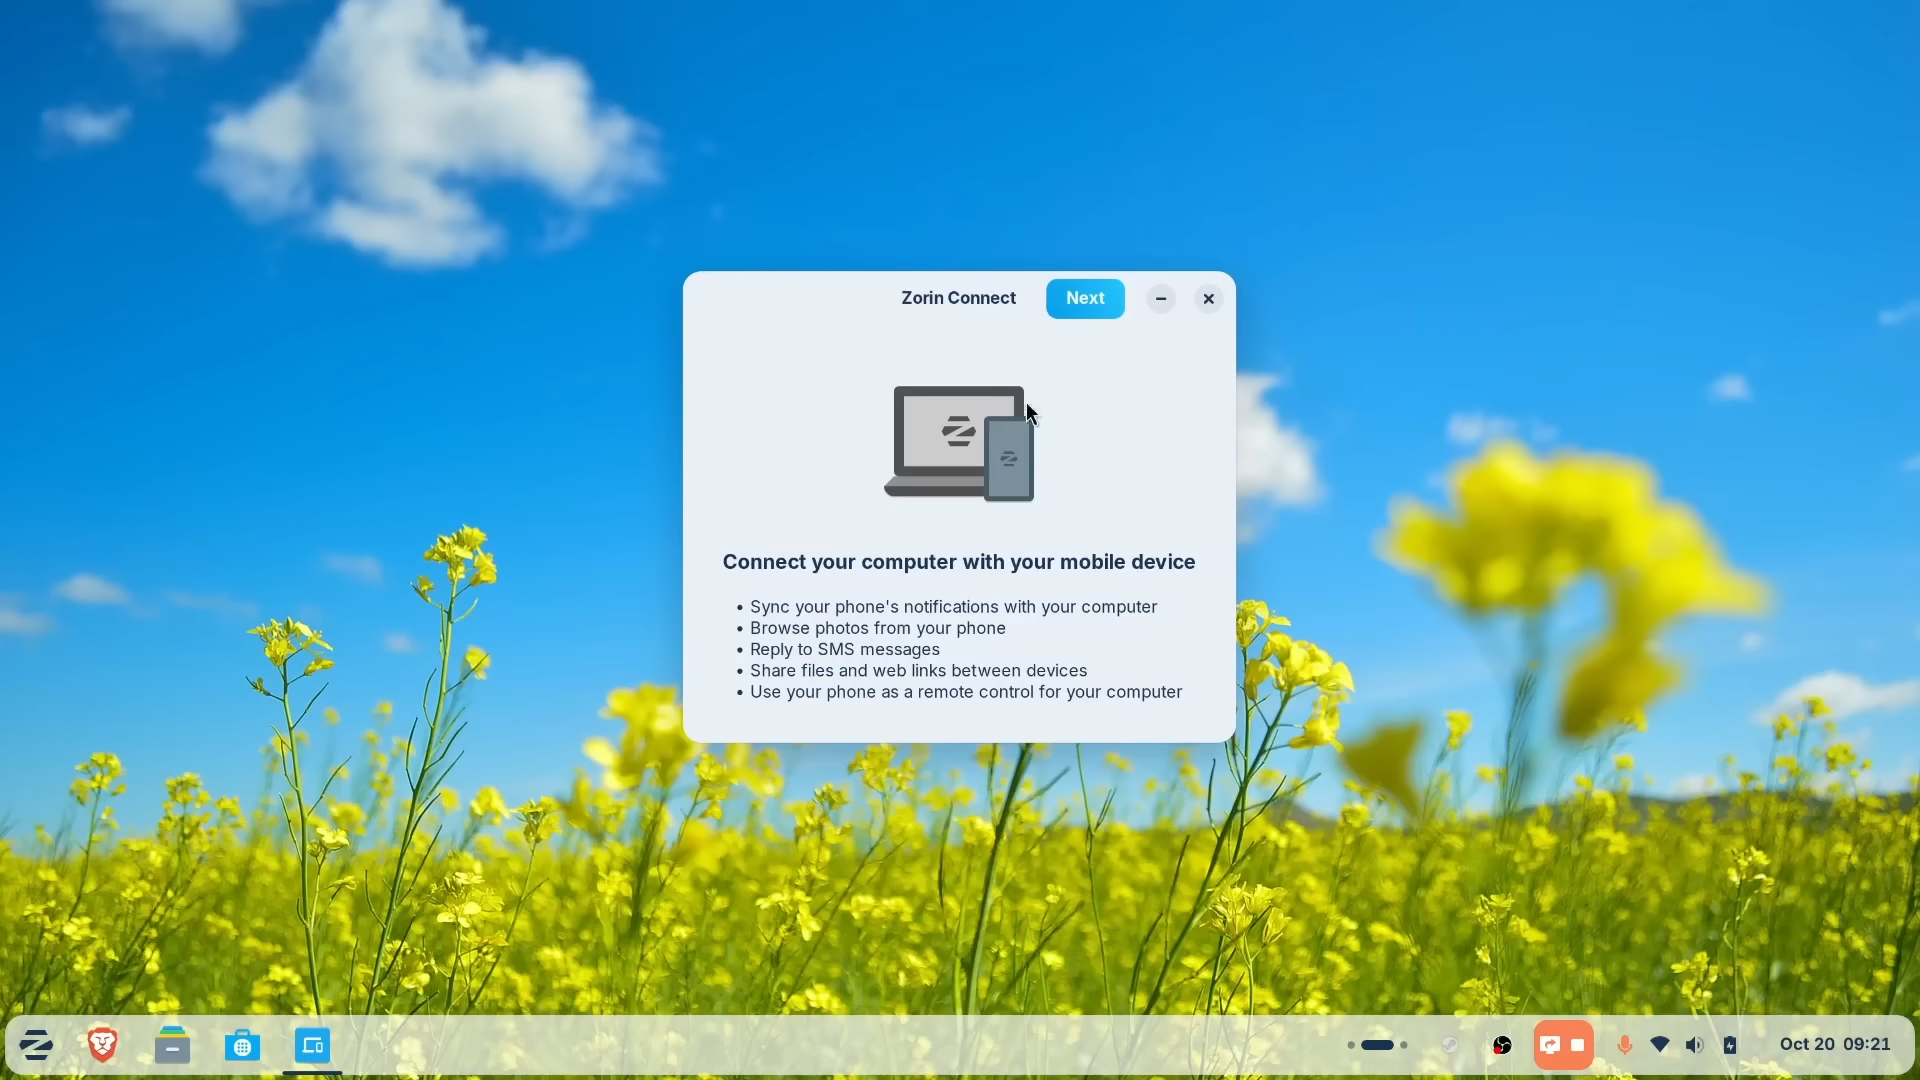 Zorin Connect
Next
Connect your computer with your mobile device
• Sync your phone's notifications with your computer
• Browse photos from your phone
• Reply to SMS messages
• Share files and web links between devices
• Use your phone as a remote control for your computer
Oct 20 09:21